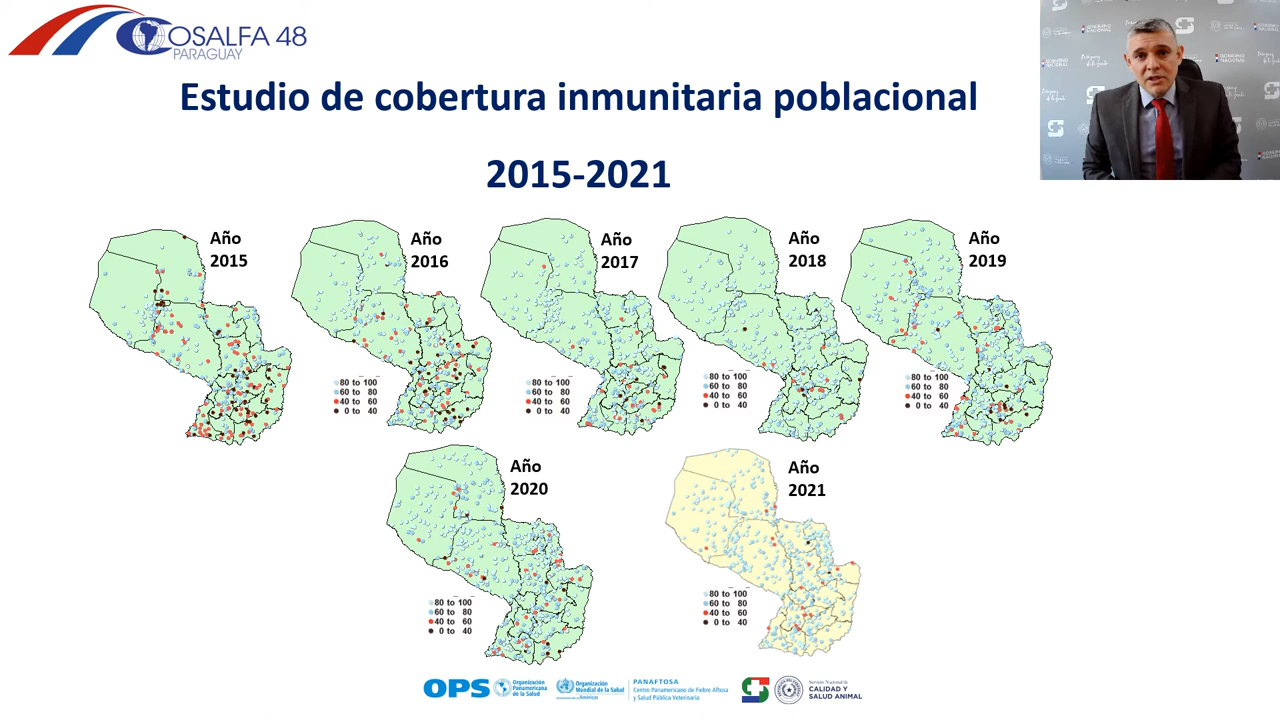 COSALFA 48
PARAGUAY
Estudio de cobertura inmunitaria poblacional
2015-2021
Año
2015
Año
2016
Año
2017
Año
2018
Año
2019
80 to 100
60 to 80
40 to 60
0 to 40
80 to 100
60 to 80
40 to 60
0 to 40
80 to 100
60 to 80
40 to 60
0 to 40
80 to 100
60 to 80
40 to 60
0 to 40
Año
2020
Año
2021
80 to 100
60 to 80
40 to 60
0 to 40
80 to 100
60 to 80
40 to 60
0 to 40
OPS
Organización
Panamericana
de la Salud
Organización
Mundial de la Salud
Américas
PANAFTOSA
Centro Panamericano de Fiebre Aftosa
y Salud Pública Veterinaria
Servicio Nacional de
CALIDAD Y
SALUD ANIMAL
GOBIERNO
NACIONAL